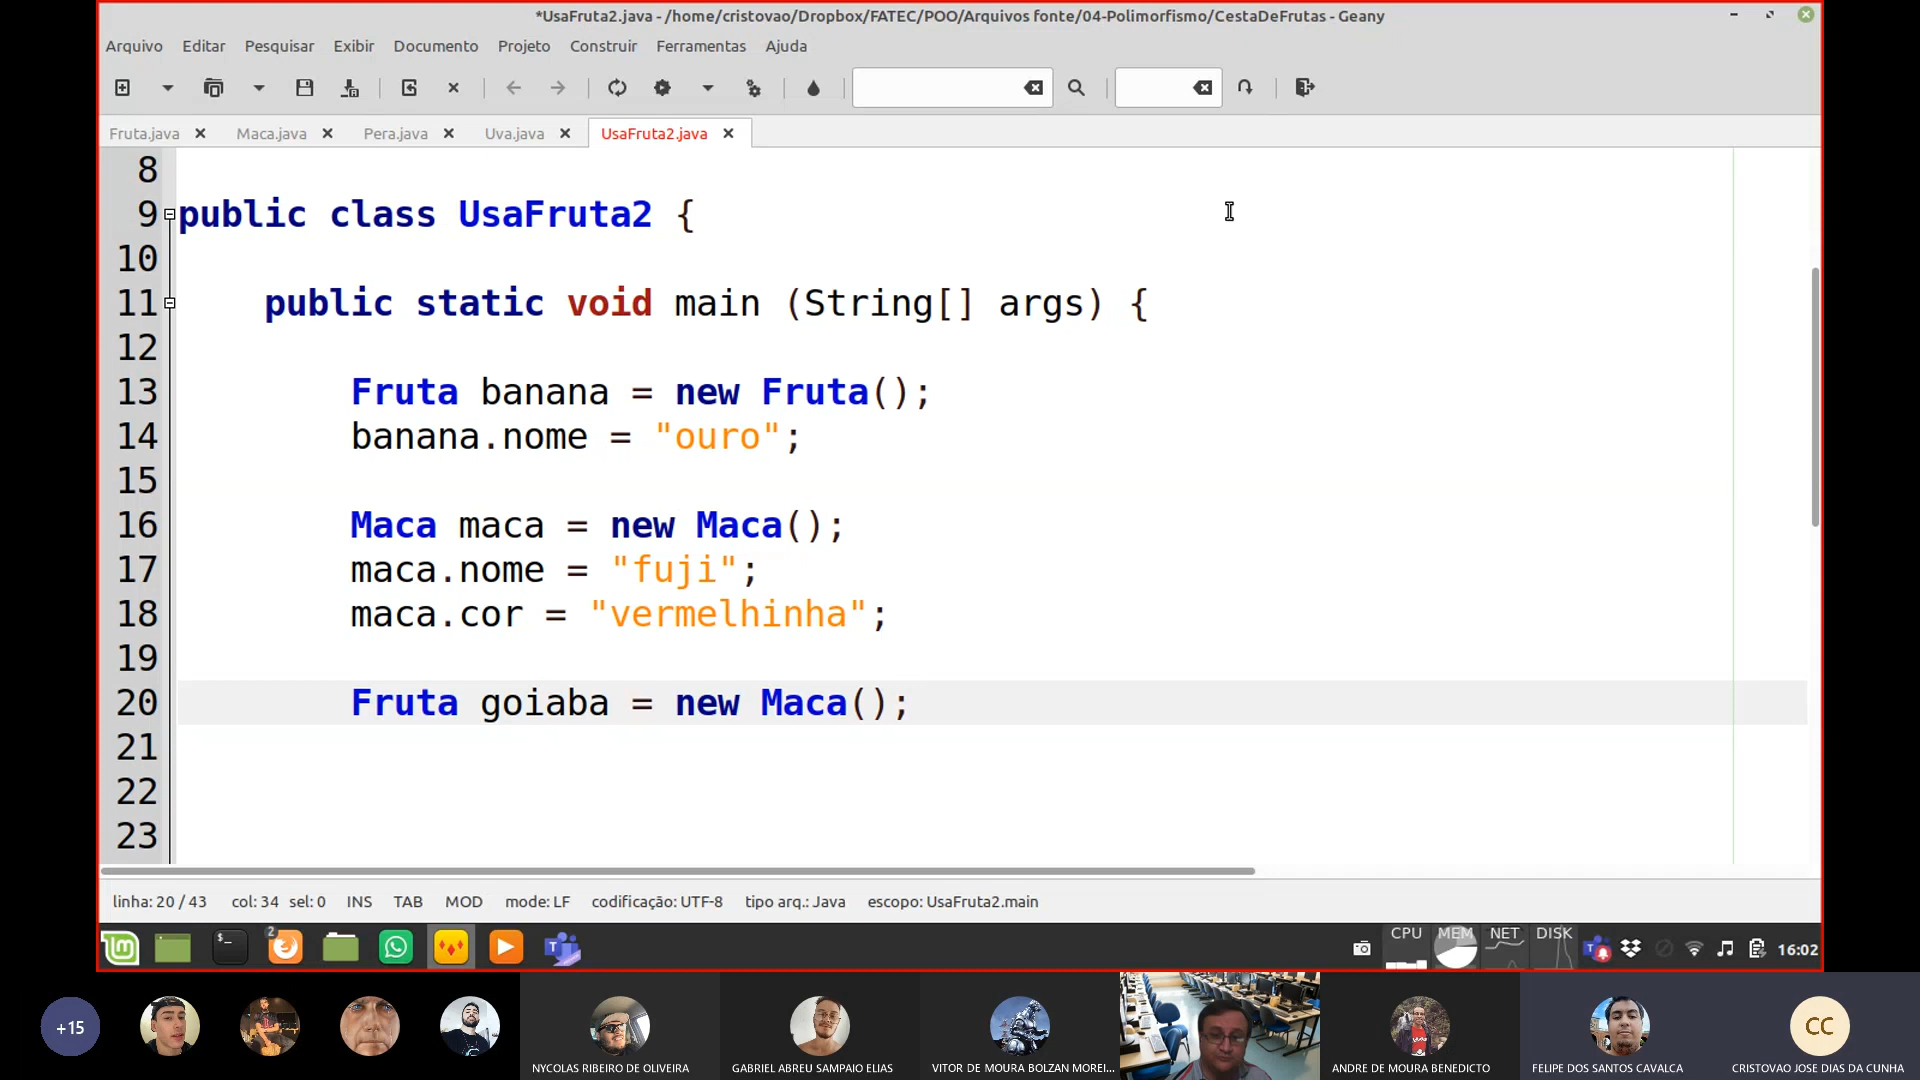 *UsaFruta2.java - /home/cristovao/Dropbox/FATEC/POO/Arquivos fonte/04-Polimorfismo/CestaDeFrutas - Geany
Arquivo Editar Pesquisar Exibir Documento Projeto Construir Ferramentas Ajuda
Fruta.java Maca.java Pera.java Uva.java UsaFruta2.java
8
9 public class UsaFruta2 {
10
11 public static void main (String[] args) {
12
13 Fruta banana = new Fruta();
14 banana.nome = "ouro";
15
16 Maca maca = new Maca();
17 maca.nome = "fuji";
18 maca.cor = "vermelhinha";
19
20 Fruta goiaba = new Maca();
21
22
23
linha: 20 / 43 col: 34 sel: 0 INS TAB MOD mode: LF codificação: UTF-8 tipo arq.: Java escopo: UsaFruta2.main
2 CPU MEM NET DISK 16:02
+15 NYCOLAS RIBEIRO DE OLIVEIRA GABRIEL ABREU SAMPAIO ELIAS VITOR DE MOURA BOLZAN MOREI... ANDRE DE MOURA BENEDICTO FELIPE DOS SANTOS CAVALCA CC CRISTOVAO JOSE DIAS DA CUNHA